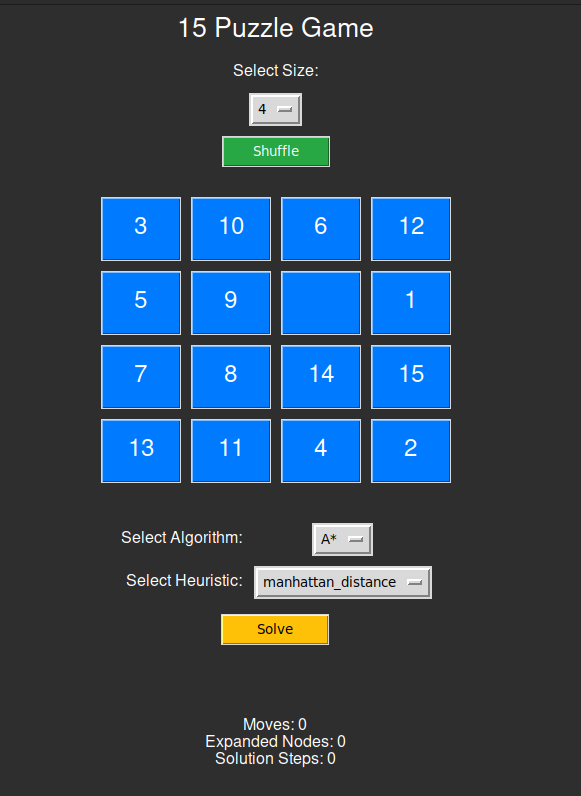 15 Puzzle Game
Select Size:
4
Shuffle
3 10 6 12
5 9 1
7 8 14 15
13 11 4 2
Select Algorithm: A*
Select Heuristic: manhattan_distance
Solve
Moves: 0
Expanded Nodes: 0
Solution Steps: 0